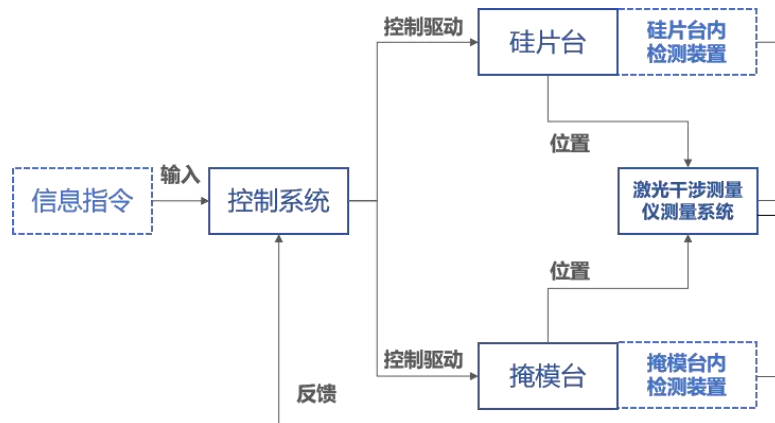 控制驱动
硅片台
硅片台内
检测装置
位置
信息指令
输入
控制系统
激光干涉测量
仪测量系统
位置
控制驱动
掩模台
掩模台内
检测装置
反馈